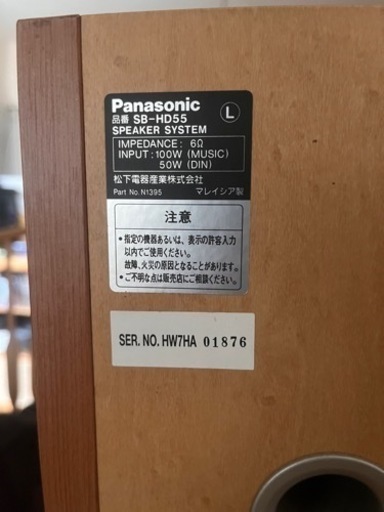 Panasonic
L
品番 SB-HD55
SPEAKER SYSTEM
IMPEDANCE: 6Ω
INPUT: 100W (MUSIC)
50W (DIN)
松下電器産業株式会社
Part No. N1395 マレイシア製
注意
•指定の機器あるいは、表示の許容入力
以内でご使用ください。
故障、火災の原因となることがあります。
•ご不明な点は販売店にご相談ください。
SER. NO. HW7HA 01876